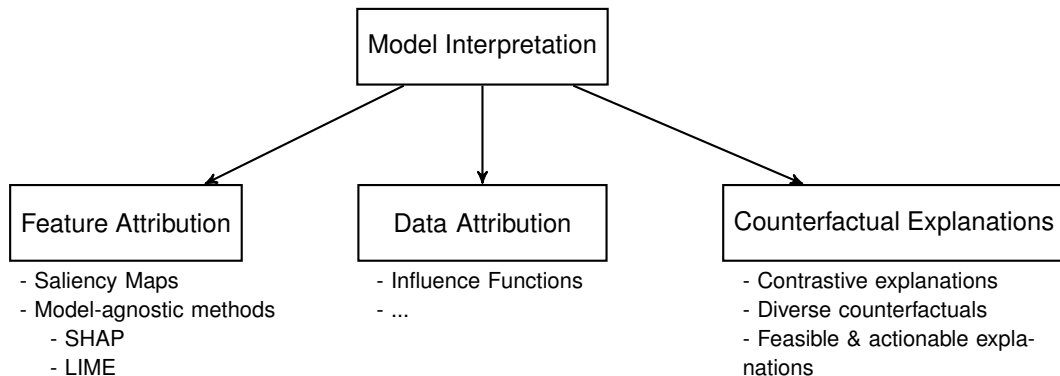 Model Interpretation
Feature Attribution
- Saliency Maps
- Model-agnostic methods
- SHAP
- LIME
Data Attribution
- Influence Functions
- ...
Counterfactual Explanations
- Contrastive explanations
- Diverse counterfactuals
- Feasible & actionable expla-
nations